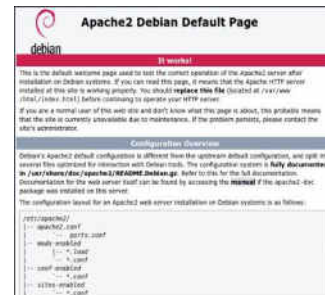 Apache2 Debian Default Page
debian
It works!
This is the default welcome page used to test the correct operation of the Apache2 server after
installation on Debian systems. If you can read this page, it means that the Apache HTTP server
installed at this site is working properly. You should replace this file (located at /var/www
/html/index.html) before continuing to operate your HTTP server.
If you are a normal user of this web site and don't know what this page is about, this probably means
that the site is currently unavailable due to maintenance. If the problem persists, please contact the
site's administrator.
Configuration Overview
Debian's Apache2 default configuration is different from the upstream default configuration, and split in
several files optimized for interaction with Debian tools. The configuration system is fully documented
in /usr/share/doc/apache2/README.Debian.gz. Refer to this for the full documentation.
Documentation for the web server itself can be found by accessing the manual if the apache2-doc
package was installed on this server.
The configuration layout for an Apache2 web server installation on Debian systems is as follows:
/etc/apache2/
|-- apache2.conf
|   `-- ports.conf
|-- mods-enabled
|   |-- *.load
|   `-- *.conf
|-- conf-enabled
|   `-- *.conf
|-- sites-enabled
|   `-- *.conf